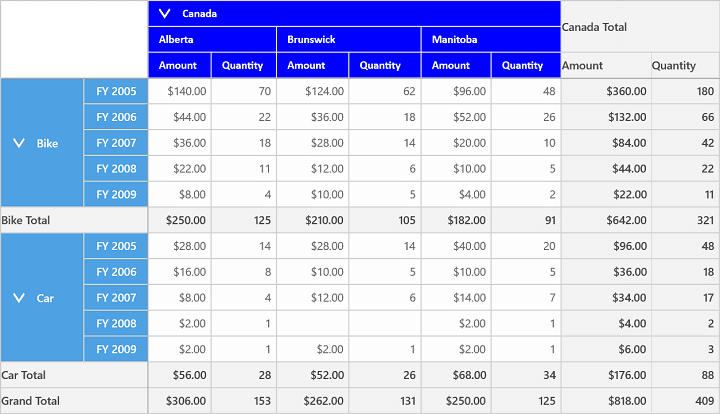 Canada Canada Total
Alberta Brunswick Manitoba
Amount Quantity Amount Quantity Amount Quantity Amount Quantity
FY 2005 $140.00 70 $124.00 62 $96.00 48 $360.00 180
FY 2006 $44.00 22 $36.00 18 $52.00 26 $132.00 66
Bike FY 2007 $36.00 18 $28.00 14 $20.00 10 $84.00 42
FY 2008 $22.00 11 $12.00 6 $10.00 5 $44.00 22
FY 2009 $8.00 4 $10.00 5 $4.00 2 $22.00 11
Bike Total $250.00 125 $210.00 105 $182.00 91 $642.00 321
FY 2005 $28.00 14 $28.00 14 $40.00 20 $96.00 48
FY 2006 $16.00 8 $10.00 5 $10.00 5 $36.00 18
Car FY 2007 $8.00 4 $12.00 6 $14.00 7 $34.00 17
FY 2008 $2.00 1 $2.00 1 $4.00 2
FY 2009 $2.00 1 $2.00 1 $2.00 1 $6.00 3
Car Total $56.00 28 $52.00 26 $68.00 34 $176.00 88
Grand Total $306.00 153 $262.00 131 $250.00 125 $818.00 409